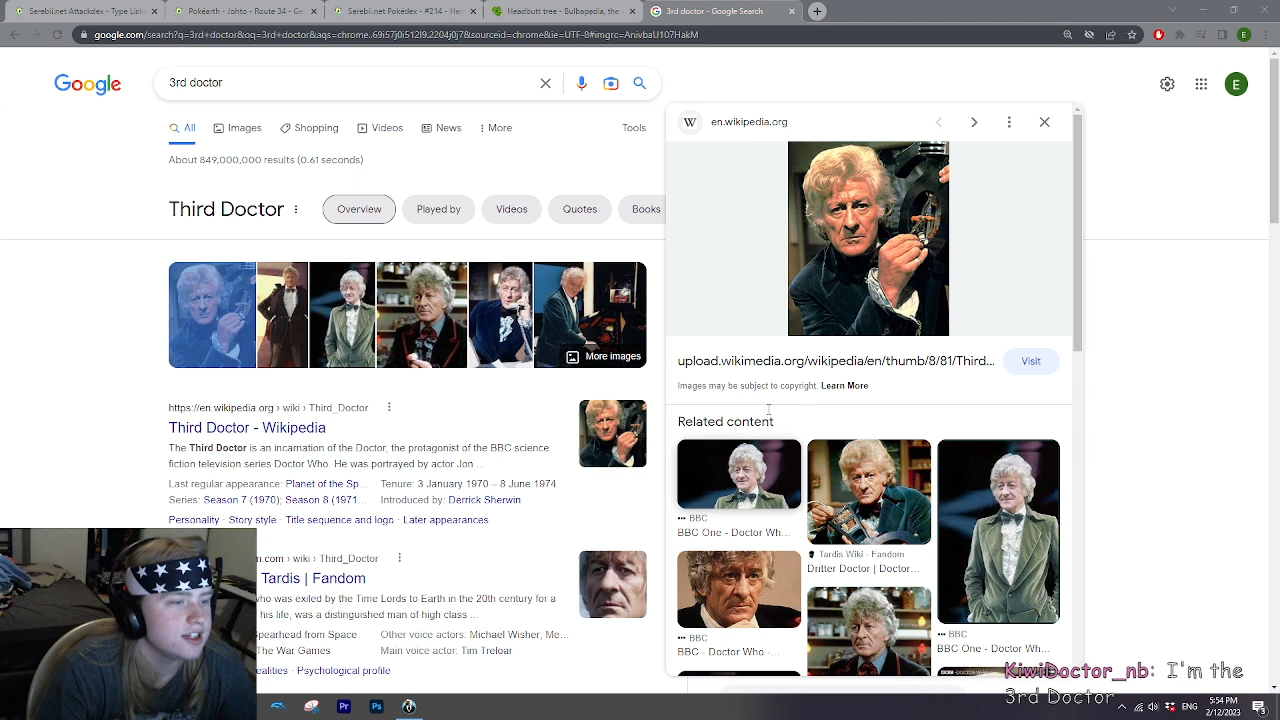 Serebii.net Attackdex - Type List
Pokéarth - Johto - Route 34 - Ge
Serebii.net Pokédex - #214 - Her
Headbutt tree - Bulbapedia, the
3rd doctor - Google Search
google.com/search?q=3rd+doctor&oq=3rd+doctor&aqs=chrome..69i57j0i512l9.2204j0j7&sourceid=chrome&ie=UTF-8#imgrc=AnivbaU107HakM
E
Google
3rd doctor
E
All
Images
Shopping
Videos
News
More
Tools
About 849,000,000 results (0.61 seconds)
Third Doctor
Overview
Played by
Videos
Quotes
Books
More images
https://en.wikipedia.org › wiki › Third_Doctor
Third Doctor - Wikipedia
The Third Doctor is an incarnation of the Doctor, the protagonist of the BBC science
fiction television series Doctor Who. He was portrayed by actor Jon ...
Last regular appearance: Planet of the Sp... Tenure: 3 January 1970 – 8 June 1974
Series: Season 7 (1970); Season 8 (1971... Introduced by: Derrick Sherwin
Personality · Story style · Title sequence and logo · Later appearances
.com › wiki › Third_Doctor
Tardis | Fandom
who was exiled by the Time Lords to Earth in the 20th century for a
his life, was a distinguished man of high class ...
Spearhead from Space Other voice actors: Michael Wisher, Me...
The War Games Main voice actor: Tim Treloar
ealities · Psychological profile
W
en.wikipedia.org
upload.wikimedia.org/wikipedia/en/thumb/8/81/Third...
Visit
Images may be subject to copyright. Learn More
Related content
BBC
BBC One - Doctor Wh...
Tardis Wiki - Fandom
Dritter Doctor | Doctor...
BBC
BBC One - Doctor Wh...
BBC
BBC - Doctor Who -...
KiwiDoctor_nb: I'm the
3rd Doctor
Pr
Ps
5:54 PM
2/12/2023